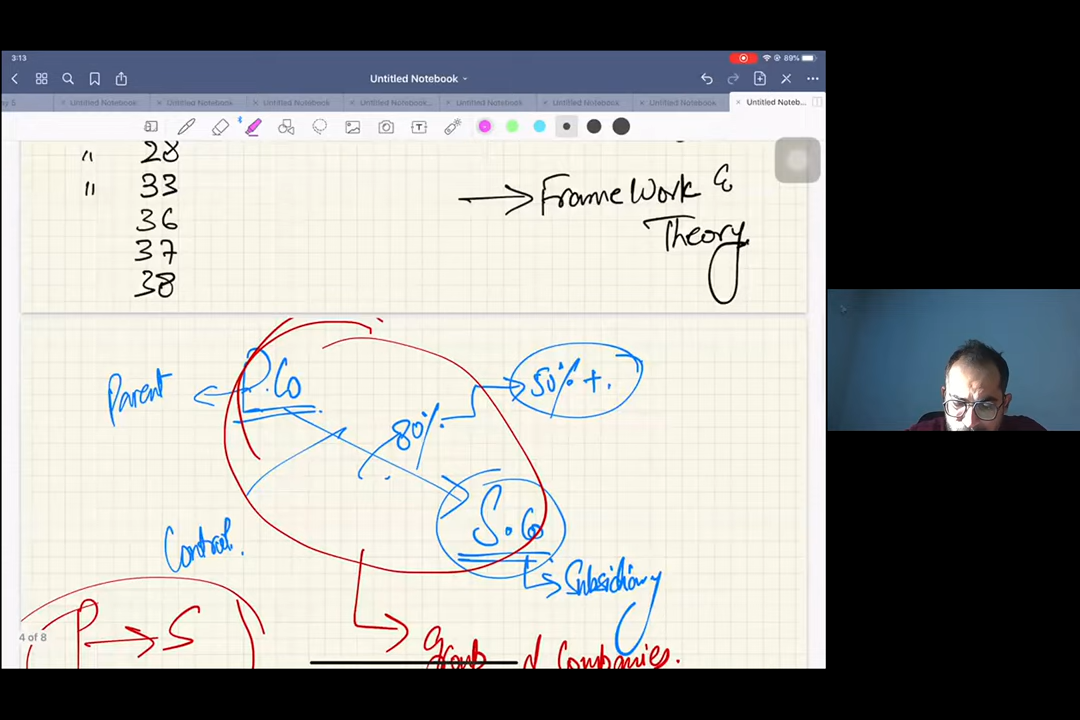 3:13
89%
Untitled Notebook
y 5
Untitled Notebook
Untitled Notebook
Untitled Notebook
Untitled Notebook...
Untitled Notebook
Untitled Notebook
Untitled Notebook
Untitled Noteb...
" 28
" 33
36
37
38
FrameWork &
Theory
Parent
P.Co
80%
50% +.
S.Co
Control.
Subsidiary
P → S
4 of 8
group of Companies.